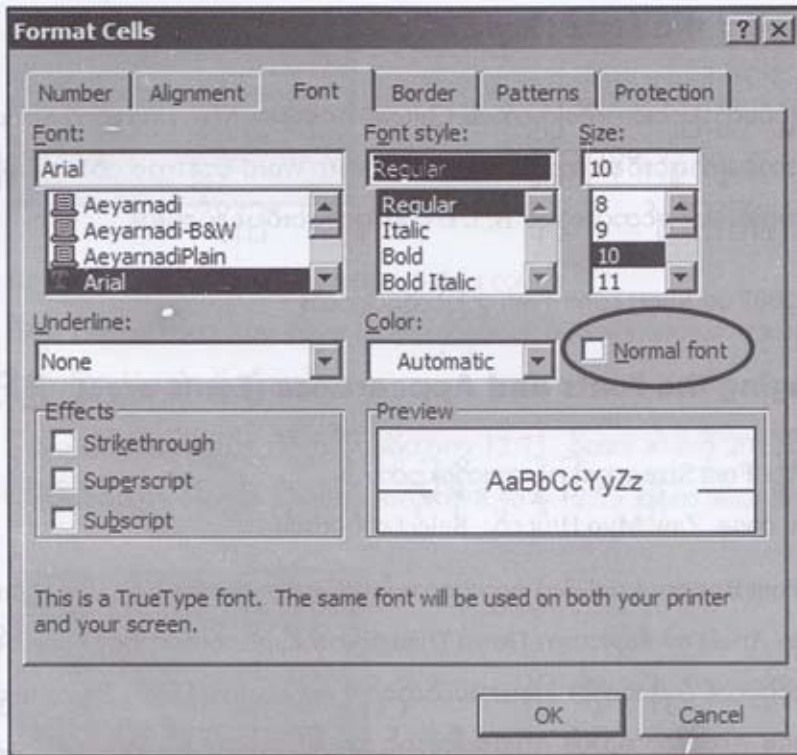 Format Cells
Number Alignment Font Border Patterns Protection
Font: Font style: Size:
Arial Regular 10
Aeyarnadi Regular 8
Aeyarnadi-B&W Italic 9
AeyarnadiPlain Bold 10
Arial Bold Italic 11
Underline: Color:
None Automatic Normal font
Effects Preview
Strikethrough
Superscript AaBbCcYyZz
Subscript
This is a TrueType font. The same font will be used on both your printer
and your screen.
OK Cancel